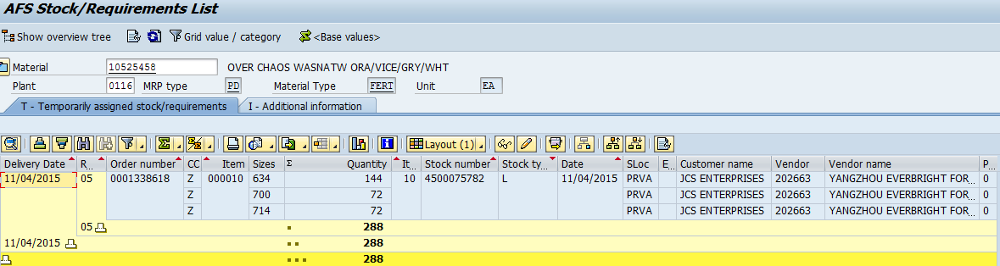 AFS Stock/Requirements List
Show overview tree Grid value / category <Base values>
Material 10525458 OVER CHAOS WASNATW ORA/VICE/GRY/WHT
Plant 0116 MRP type PD Material Type FERT Unit EA
T - Temporarily assigned stock/requirements I - Additional information
Layout (1)
Delivery Date R... Order number CC Item Sizes Σ Quantity It... Stock number Stock ty... Date SLoc E... Customer name Vendor Vendor name P...
11/04/2015 05 0001338618 Z 000010 634 144 10 4500075782 L 11/04/2015 PRVA JCS ENTERPRISES 202663 YANGZHOU EVERBRIGHT FOR... 0
Z 700 72 PRVA JCS ENTERPRISES 202663 YANGZHOU EVERBRIGHT FOR... 0
Z 714 72 PRVA JCS ENTERPRISES 202663 YANGZHOU EVERBRIGHT FOR... 0
05 288
11/04/2015 288
288